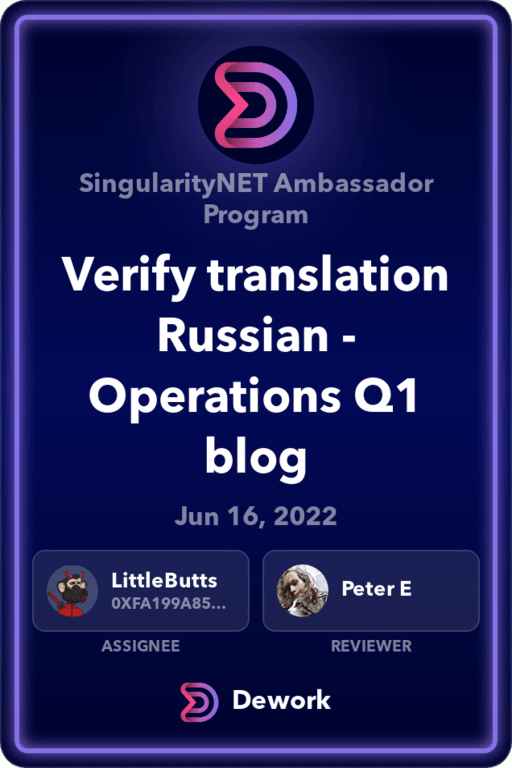 SingularityNET Ambassador
Program
Verify translation
Russian -
Operations Q1
blog
Jun 16, 2022
LittleButts
0XFA199A85...
ASSIGNEE
Peter E
REVIEWER
Dework